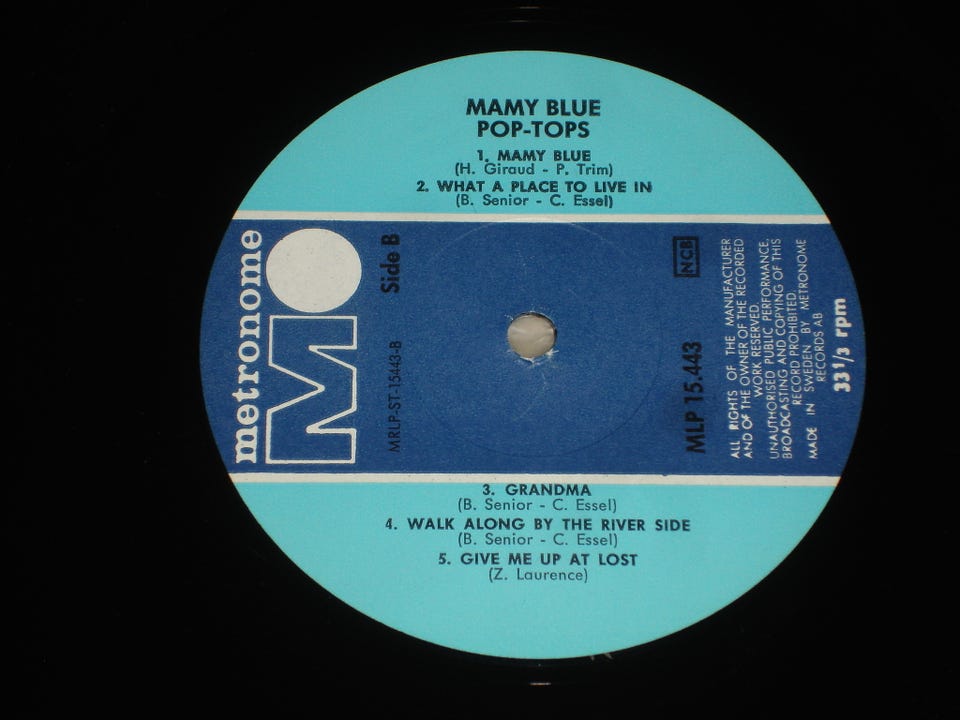 MAMY BLUE
POP-TOPS
1. MAMY BLUE
(H. Giraud - P. Trim)
2. WHAT A PLACE TO LIVE IN
(B. Senior - C. Essel)
metronome
M
Side B
MRLP-ST-15443-B
NCB
MLP 15.443
ALL RIGHTS OF THE MANUFACTURER
AND OF THE OWNER OF THE RECORDED
WORK RESERVED.
UNAUTHORISED PUBLIC PERFORMANCE,
BROADCASTING AND COPYING OF THIS
RECORD PROHIBITED.
MADE IN SWEDEN BY METRONOME
RECORDS AB
33 1/3 rpm
3. GRANDMA
(B. Senior - C. Essel)
4. WALK ALONG BY THE RIVER SIDE
(B. Senior - C. Essel)
5. GIVE ME UP AT LOST
(Z. Laurence)